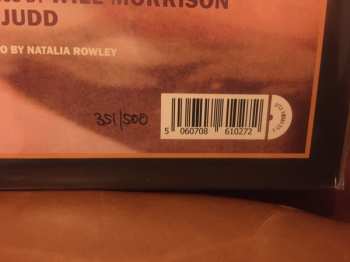 WILL MORRISON
JUDD
O BY NATALIA ROWLEY
351/500
5 060708 610272